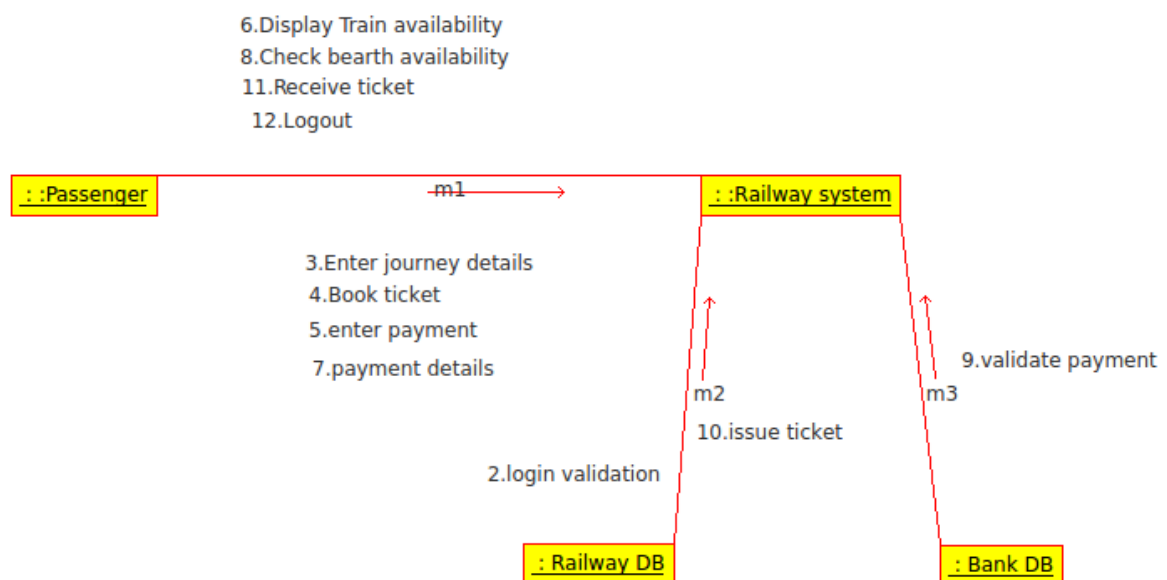 6.Display Train availability
8.Check bearth availability
11.Receive ticket
12.Logout
: :Passenger
m1
: :Railway system
3.Enter journey details
4.Book ticket
5.enter payment
7.payment details
9.validate payment
m2
m3
10.issue ticket
2.login validation
: Railway DB
: Bank DB